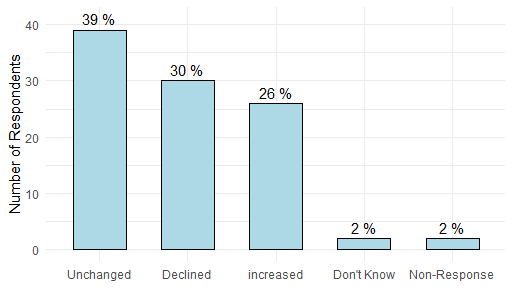 39 %
30 %
26 %
2 %
2 %
Number of Respondents
40
30
20
10
0
Unchanged
Declined
increased
Don't Know
Non-Response